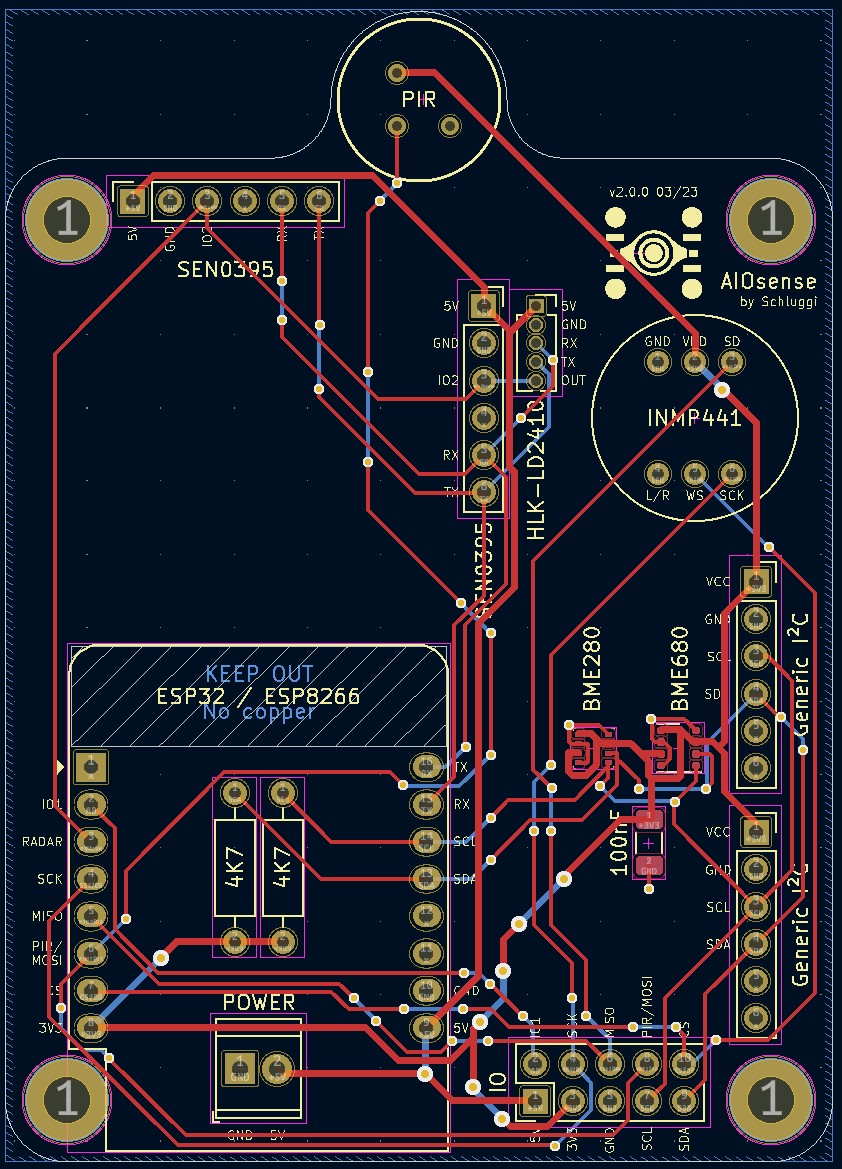 PIR
1
1
v2.0.0 03/23
5V
GND
IO2
RX
TX
SEN0395
AIOsense
by Schluggi
5V
GND
IO2
RX
TX
SEN0395
5V
GND
RX
TX
OUT
HLK-LD2410
GND
VDD
SD
INMP441
L/R
WS
SCK
VCC
GND
SCL
SDA
Generic I²C
BME280
BME680
KEEP OUT
ESP32 / ESP8266
No copper
IO1
RADAR
SCK
MISO
PIR/
MOSI
CS
3V3
TX
RX
SCL
SDA
GND
5V
4K7
4K7
100nF
1
+3V3
2
GND
VCC
GND
SCL
SDA
Generic I²C
POWER
GND
5V
IO
IO1
SCK
MISO
PIR/MOSI
CS
5V
3V3
GND
SCL
SDA
1
1